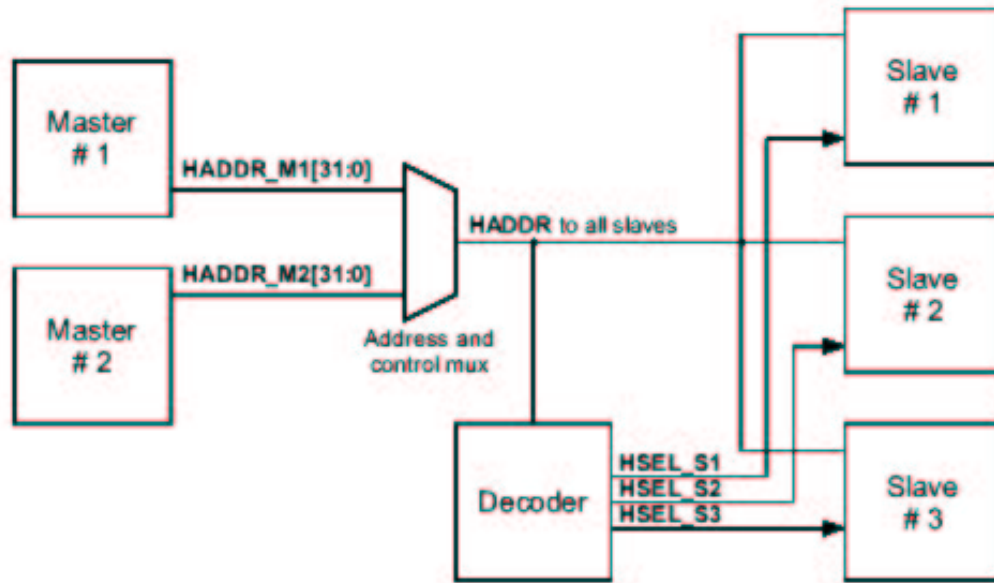 Master
# 1
HADDR_M1[31:0]
Master
# 2
HADDR_M2[31:0]
Address and
control mux
HADDR to all slaves
Decoder
HSEL_S1
HSEL_S2
HSEL_S3
Slave
# 1
Slave
# 2
Slave
# 3